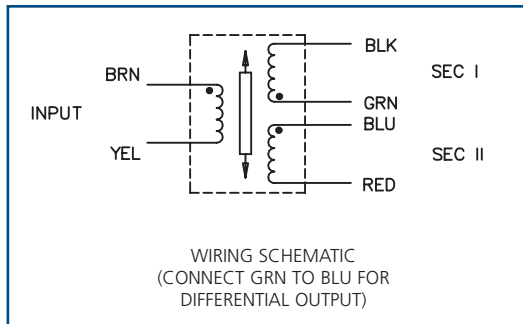 BLK
BRN
SEC I
GRN
INPUT
BLU
YEL
SEC II
RED
WIRING SCHEMATIC
(CONNECT GRN TO BLU FOR
DIFFERENTIAL OUTPUT)